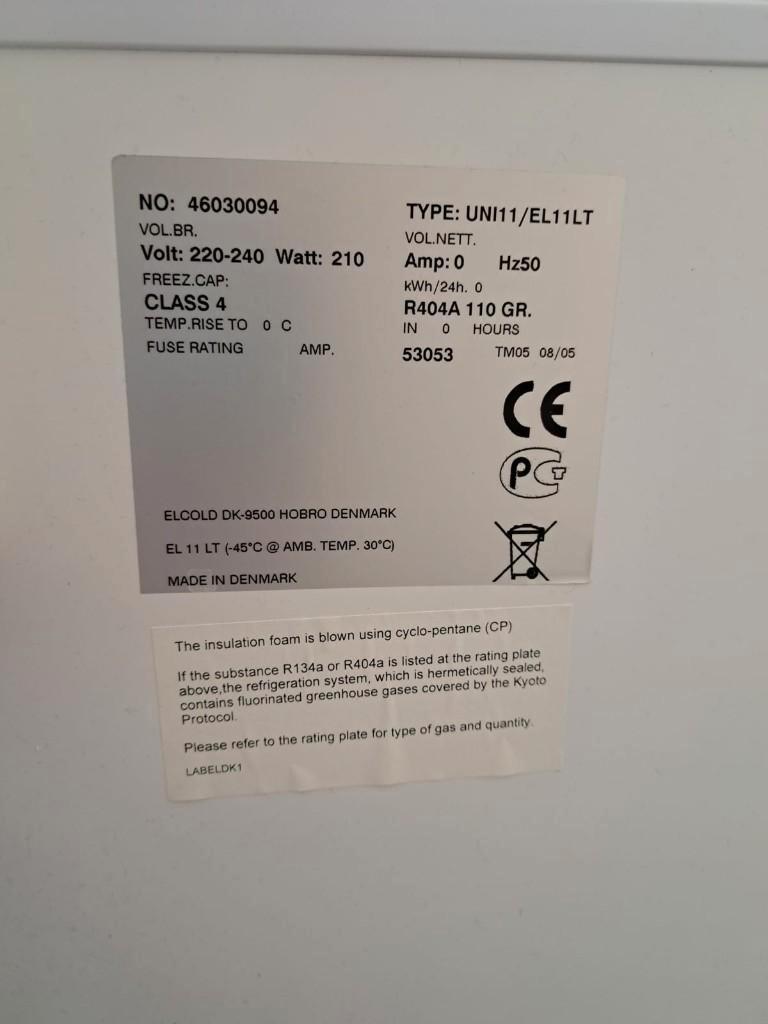 NO: 46030094
TYPE: UNI11/EL11LT
VOL.BR.
VOL.NETT.
Volt: 220-240 Watt: 210
Amp: 0 Hz50
FREEZ.CAP:
kWh/24h. 0
CLASS 4
R404A 110 GR.
TEMP.RISE TO 0 C
IN 0 HOURS
FUSE RATING AMP.
53053 TM05 08/05
CE
PCT
ELCOLD DK-9500 HOBRO DENMARK
EL 11 LT (-45°C @ AMB. TEMP. 30°C)
MADE IN DENMARK
The insulation foam is blown using cyclo-pentane (CP)
If the substance R134a or R404a is listed at the rating plate
above,the refrigeration system, which is hermetically sealed,
contains fluorinated greenhouse gases covered by the Kyoto
Protocol.
Please refer to the rating plate for type of gas and quantity.
LABELDK1